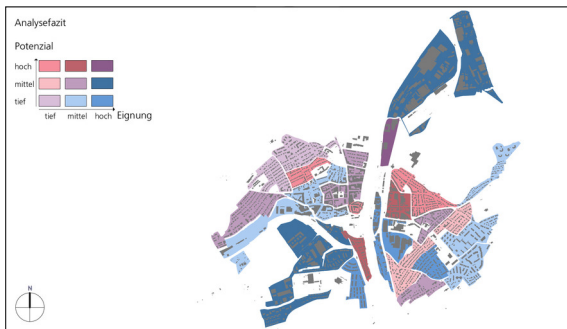 Analysefazit
Potenzial
hoch
mittel
tief
tief mittel hoch Eignung
N